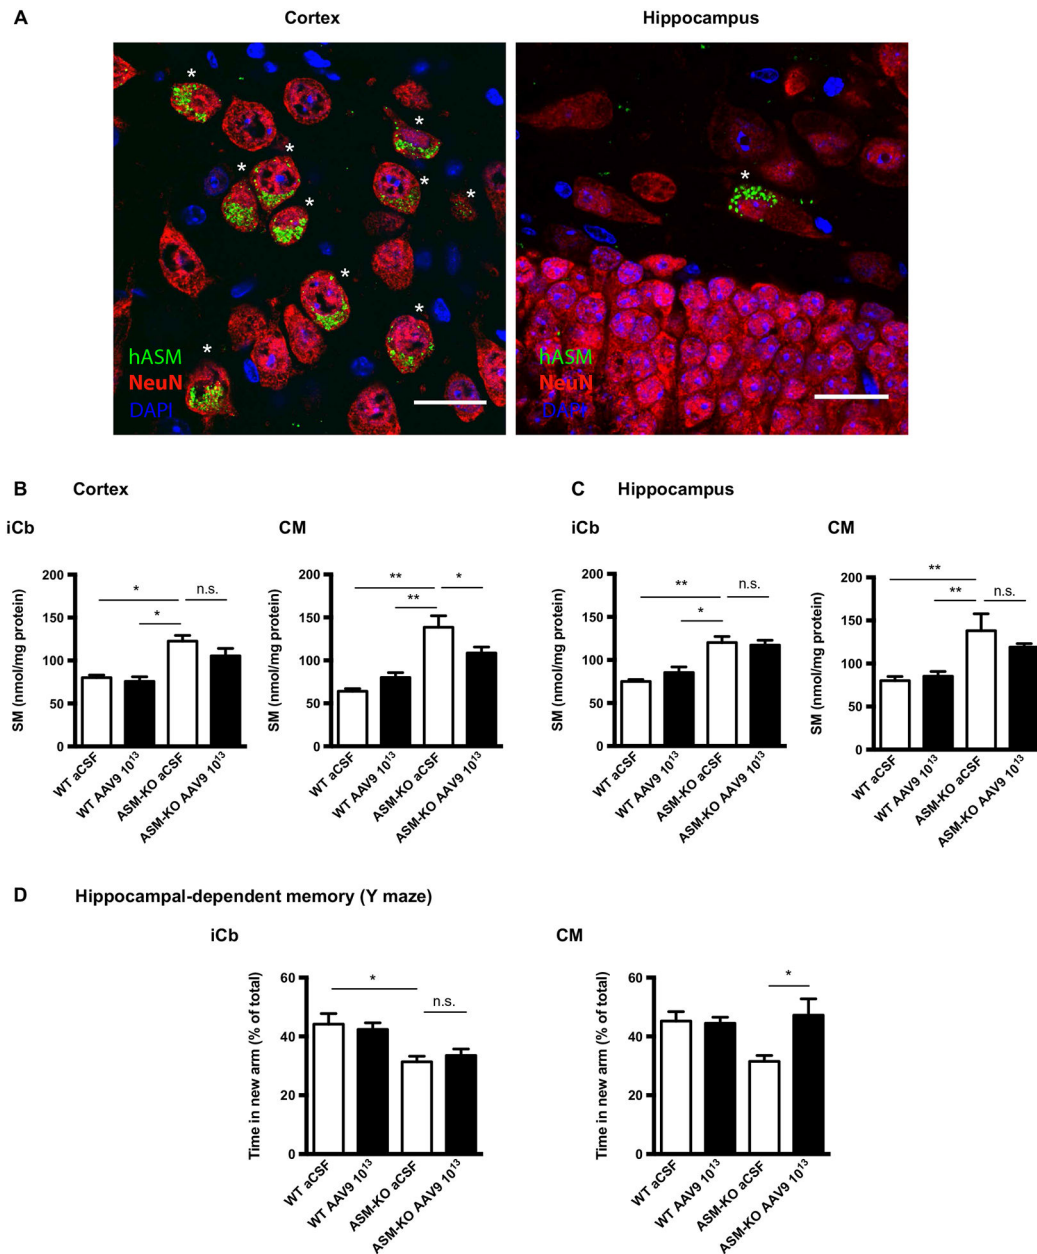 A
Cortex
Hippocampus
*
*
*
*
*
*
*
*
*
*
hASM
NeuN
DAPI
*
hASM
NeuN
DAPI
B Cortex
iCb
SM (nmol/mg protein)
200
150
100
50
0
*
n.s.
*
WT aCSF
WT AAV9 10¹³
ASM-KO aCSF
ASM-KO AAV9 10¹³
CM
SM (nmol/mg protein)
200
150
100
50
0
**
*
**
WT aCSF
WT AAV9 10¹³
ASM-KO aCSF
ASM-KO AAV9 10¹³
C Hippocampus
iCb
SM (nmol/mg protein)
200
150
100
50
0
**
n.s.
*
WT aCSF
WT AAV9 10¹³
ASM-KO aCSF
ASM-KO AAV9 10¹³
CM
SM (nmol/mg protein)
200
150
100
50
0
**
n.s.
**
WT aCSF
WT AAV9 10¹³
ASM-KO aCSF
ASM-KO AAV9 10¹³
D Hippocampal-dependent memory (Y maze)
iCb
Time in new arm (% of total)
60
40
20
0
*
n.s.
WT aCSF
WT AAV9 10¹³
ASM-KO aCSF
ASM-KO AAV9 10¹³
CM
Time in new arm (% of total)
60
40
20
0
*
WT aCSF
WT AAV9 10¹³
ASM-KO aCSF
ASM-KO AAV9 10¹³